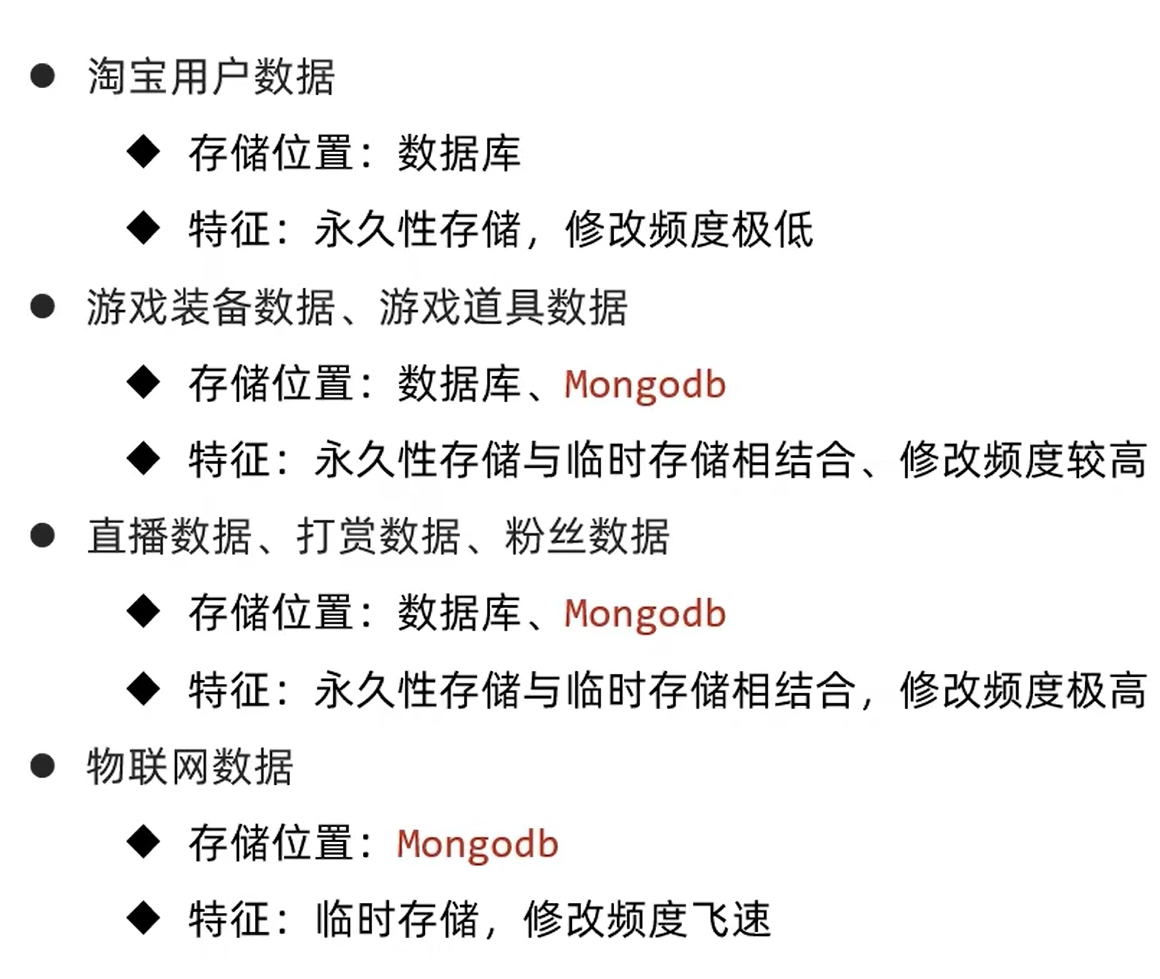 ● 淘宝用户数据
◆ 存储位置：数据库
◆ 特征：永久性存储，修改频度极低
● 游戏装备数据、游戏道具数据
◆ 存储位置：数据库、Mongodb
◆ 特征：永久性存储与临时存储相结合、修改频度较高
● 直播数据、打赏数据、粉丝数据
◆ 存储位置：数据库、Mongodb
◆ 特征：永久性存储与临时存储相结合，修改频度极高
● 物联网数据
◆ 存储位置：Mongodb
◆ 特征：临时存储，修改频度飞速